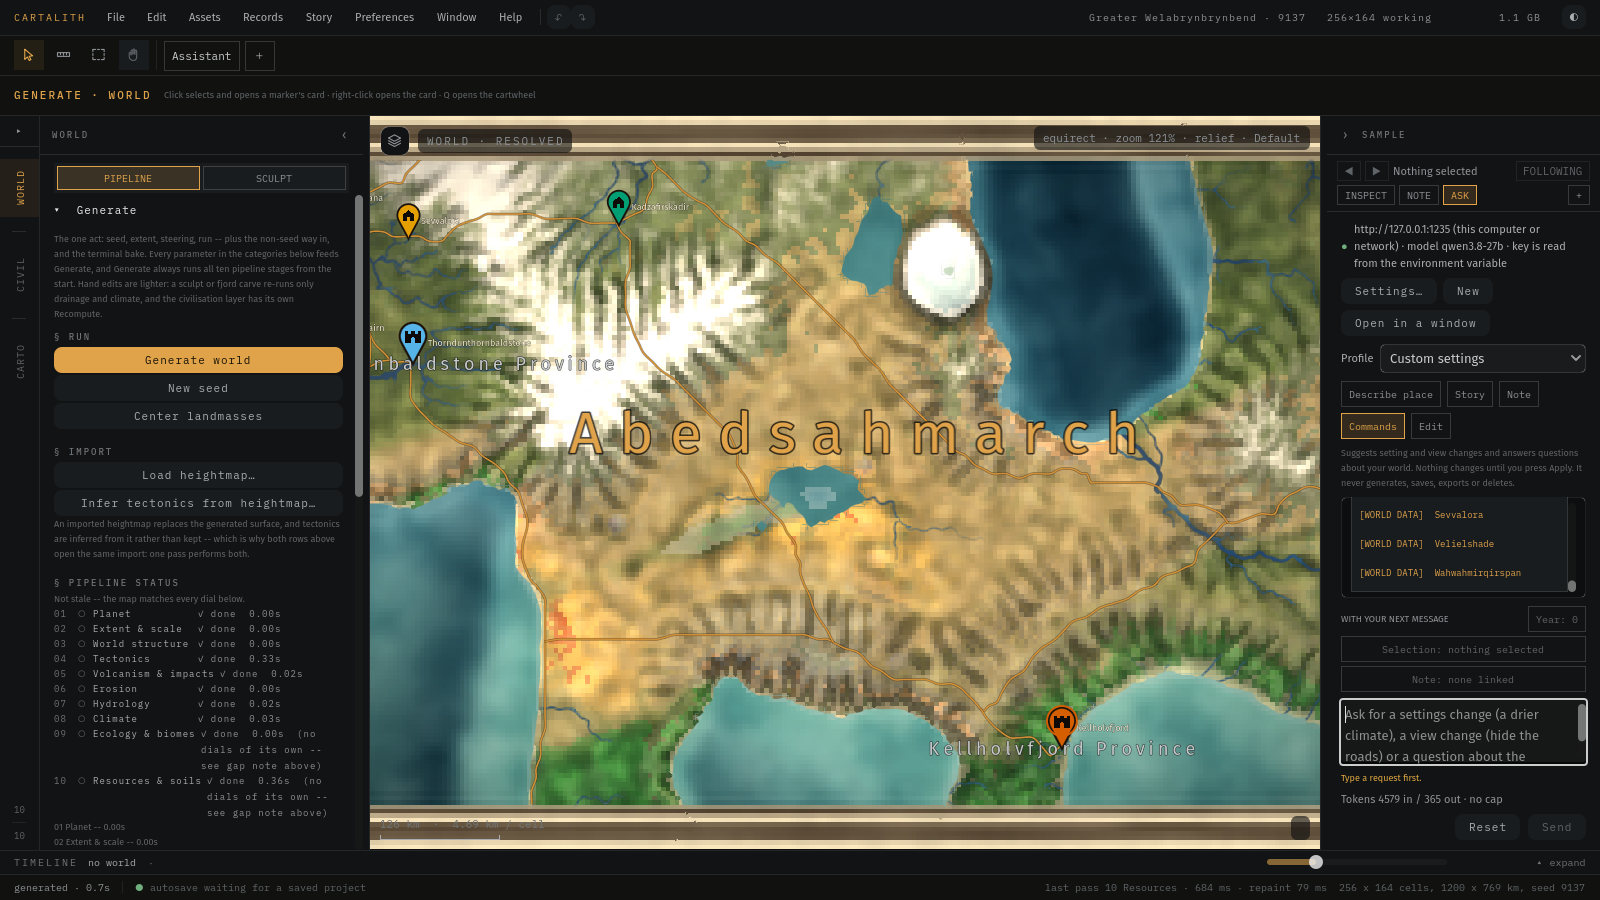 CARTALITH File Edit Assets Records Story Preferences Window Help
Greater Welabrynbrynbend · 9137 256×164 working 1.1 GB
Assistant +
GENERATE · WORLD Click selects and opens a marker's card · right-click opens the card · Q opens the cartwheel
WORLD
WORLD
CIVIL
CARTO
10
10
PIPELINE SCULPT
Generate
The one act: seed, extent, steering, run -- plus the non-seed way in,
and the terminal bake. Every parameter in the categories below feeds
Generate, and Generate always runs all ten pipeline stages from the
start. Hand edits are lighter: a sculpt or fjord carve re-runs only
drainage and climate, and the civilisation layer has its own
Recompute.
§ RUN
Generate world
New seed
Center landmasses
§ IMPORT
Load heightmap…
Infer tectonics from heightmap…
An imported heightmap replaces the generated surface, and tectonics
are inferred from it rather than kept -- which is why both rows above
open the same import: one pass performs both.
§ PIPELINE STATUS
Not stale -- the map matches every dial below.
01 Planet ✓ done 0.00s
02 Extent & scale ✓ done 0.00s
03 World structure ✓ done 0.00s
04 Tectonics ✓ done 0.33s
05 Volcanism & impacts ✓ done 0.02s
06 Erosion ✓ done 0.00s
07 Hydrology ✓ done 0.02s
08 Climate ✓ done 0.03s
09 Ecology & biomes ✓ done 0.00s (no
dials of its own --
see gap note above)
10 Resources & soils ✓ done 0.36s (no
dials of its own --
see gap note above)
01 Planet -- 0.00s
02 Extent & scale -- 0.00s
WORLD · RESOLVED
equirect · zoom 121% · relief · Default
Kadzafiskadir
nbaldstone Province
Abedsahmarch
Kellholvfjord
Kellholvfjord Province
SAMPLE
Nothing selected FOLLOWING
INSPECT NOTE ASK +
http://127.0.0.1:1235 (this computer or
network) · model qwen3.8-27b · key is read
from the environment variable
Settings… New
Open in a window
Profile Custom settings
Describe place Story Note
Commands Edit
Suggests setting and view changes and answers questions
about your world. Nothing changes until you press Apply. It
never generates, saves, exports or deletes.
[WORLD DATA] Sevvalora
[WORLD DATA] Velielshade
[WORLD DATA] Wahwahmirqirspan
WITH YOUR NEXT MESSAGE Year: 0
Selection: nothing selected
Note: none linked
Ask for a settings change (a drier
climate), a view change (hide the
roads) or a question about the
Type a request first.
Tokens 4579 in / 365 out · no cap
Reset Send
TIMELINE no world · expand
generated · 0.7s autosave waiting for a saved project
last pass 10 Resources · 684 ms · repaint 79 ms 256 x 164 cells, 1200 x 769 km, seed 9137